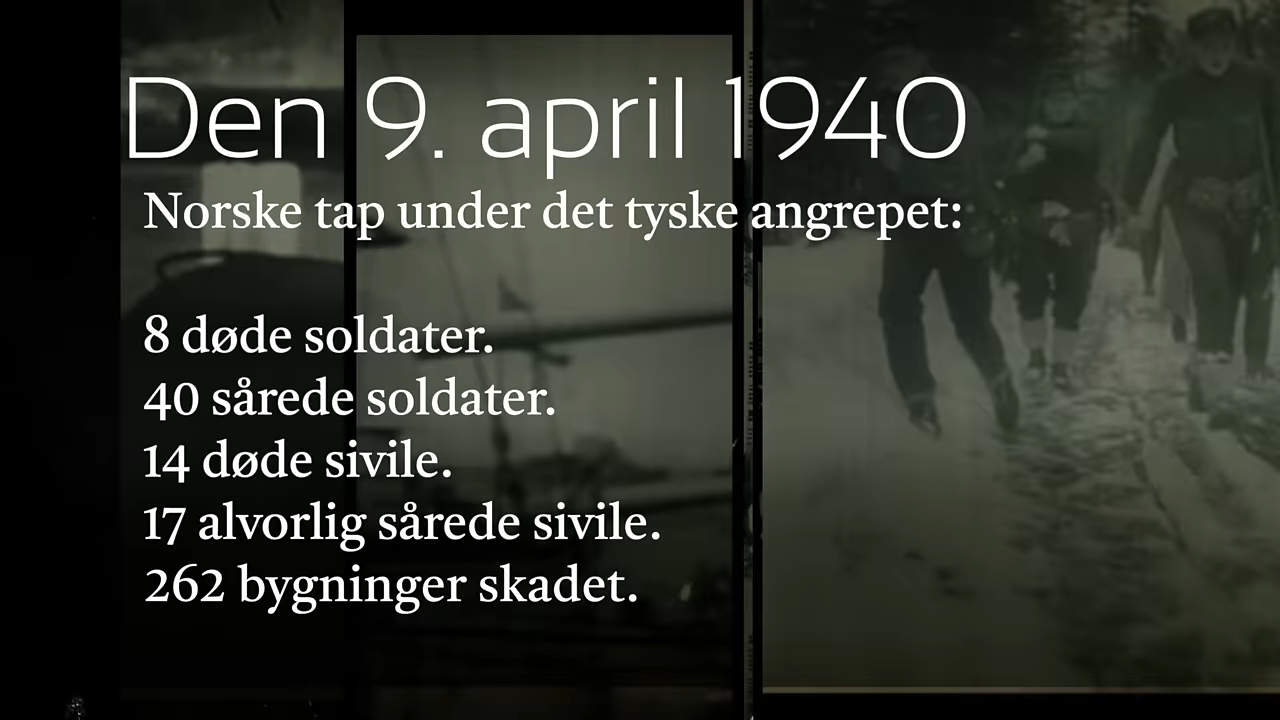 Den 9. april 1940
Norske tap under det tyske angrepet:
8 døde soldater.
40 sårede soldater.
14 døde sivile.
17 alvorlig sårede sivile.
262 bygninger skadet.